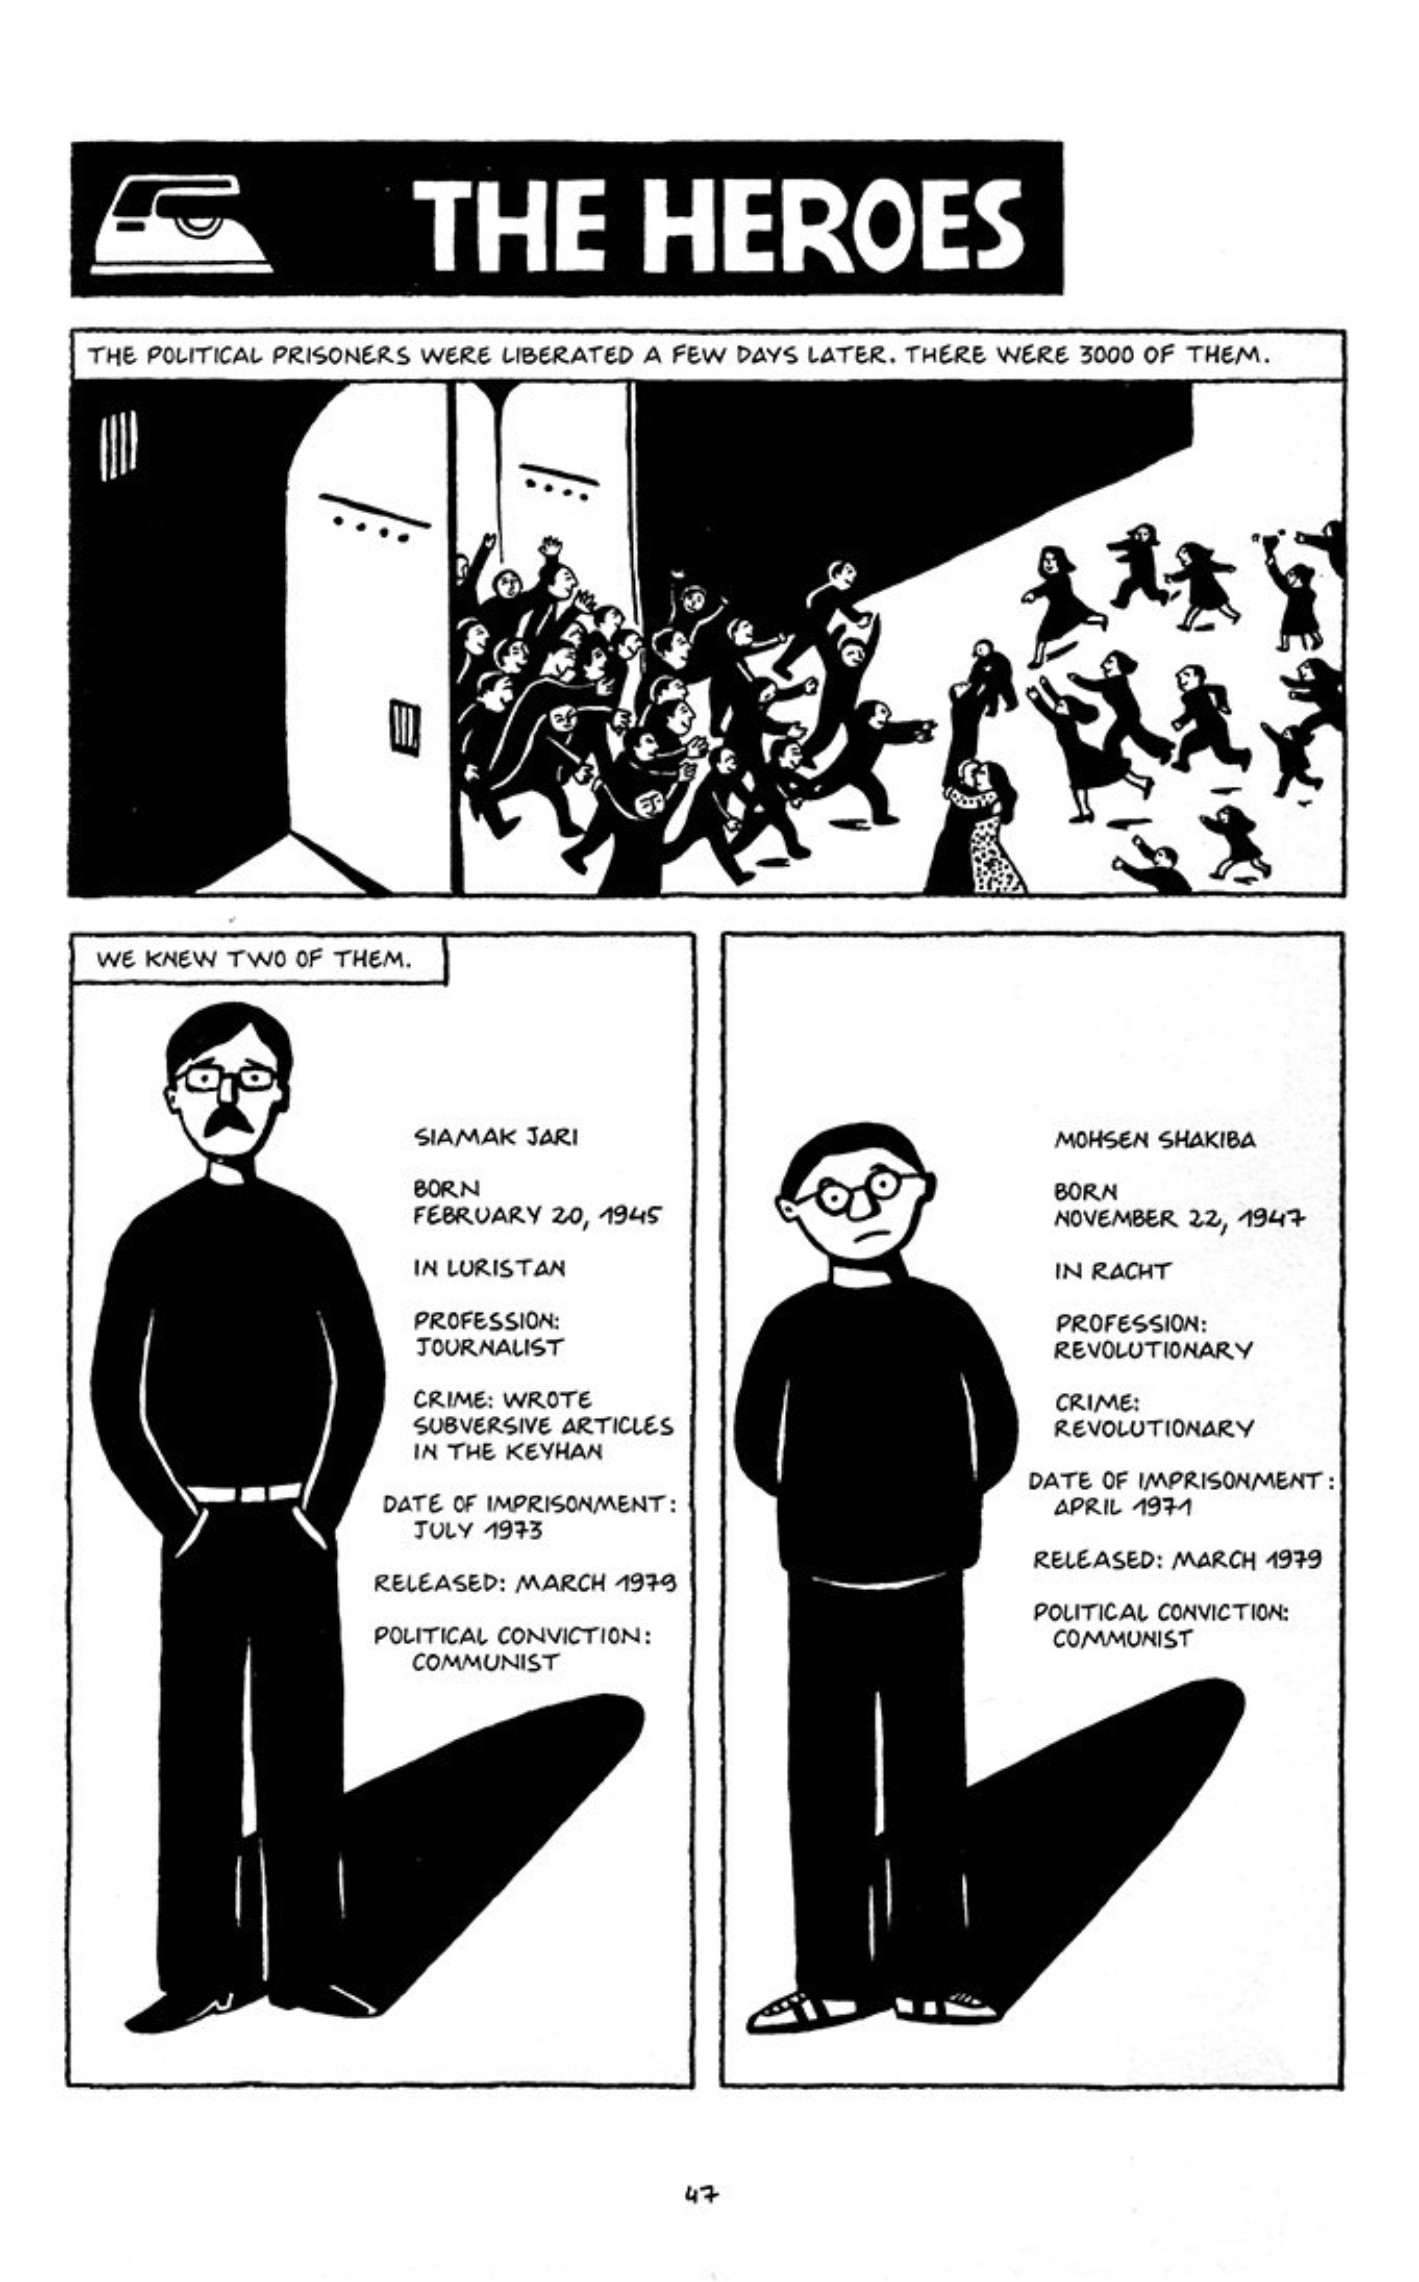 THE HEROES
THE POLITICAL PRISONERS WERE LIBERATED A FEW DAYS LATER. THERE WERE 3000 OF THEM.
WE KNEW TWO OF THEM.
SIAMAK JARI
BORN
FEBRUARY 20, 1945
IN LURISTAN
PROFESSION:
JOURNALIST
CRIME: WROTE
SUBVERSIVE ARTICLES
IN THE KEYHAN
DATE OF IMPRISONMENT:
JULY 1973
RELEASED: MARCH 1979
POLITICAL CONVICTION:
COMMUNIST
MOHSEN SHAKIBA
BORN
NOVEMBER 22, 1947
IN RACHT
PROFESSION:
REVOLUTIONARY
CRIME:
REVOLUTIONARY
DATE OF IMPRISONMENT:
APRIL 1971
RELEASED: MARCH 1979
POLITICAL CONVICTION:
COMMUNIST
47